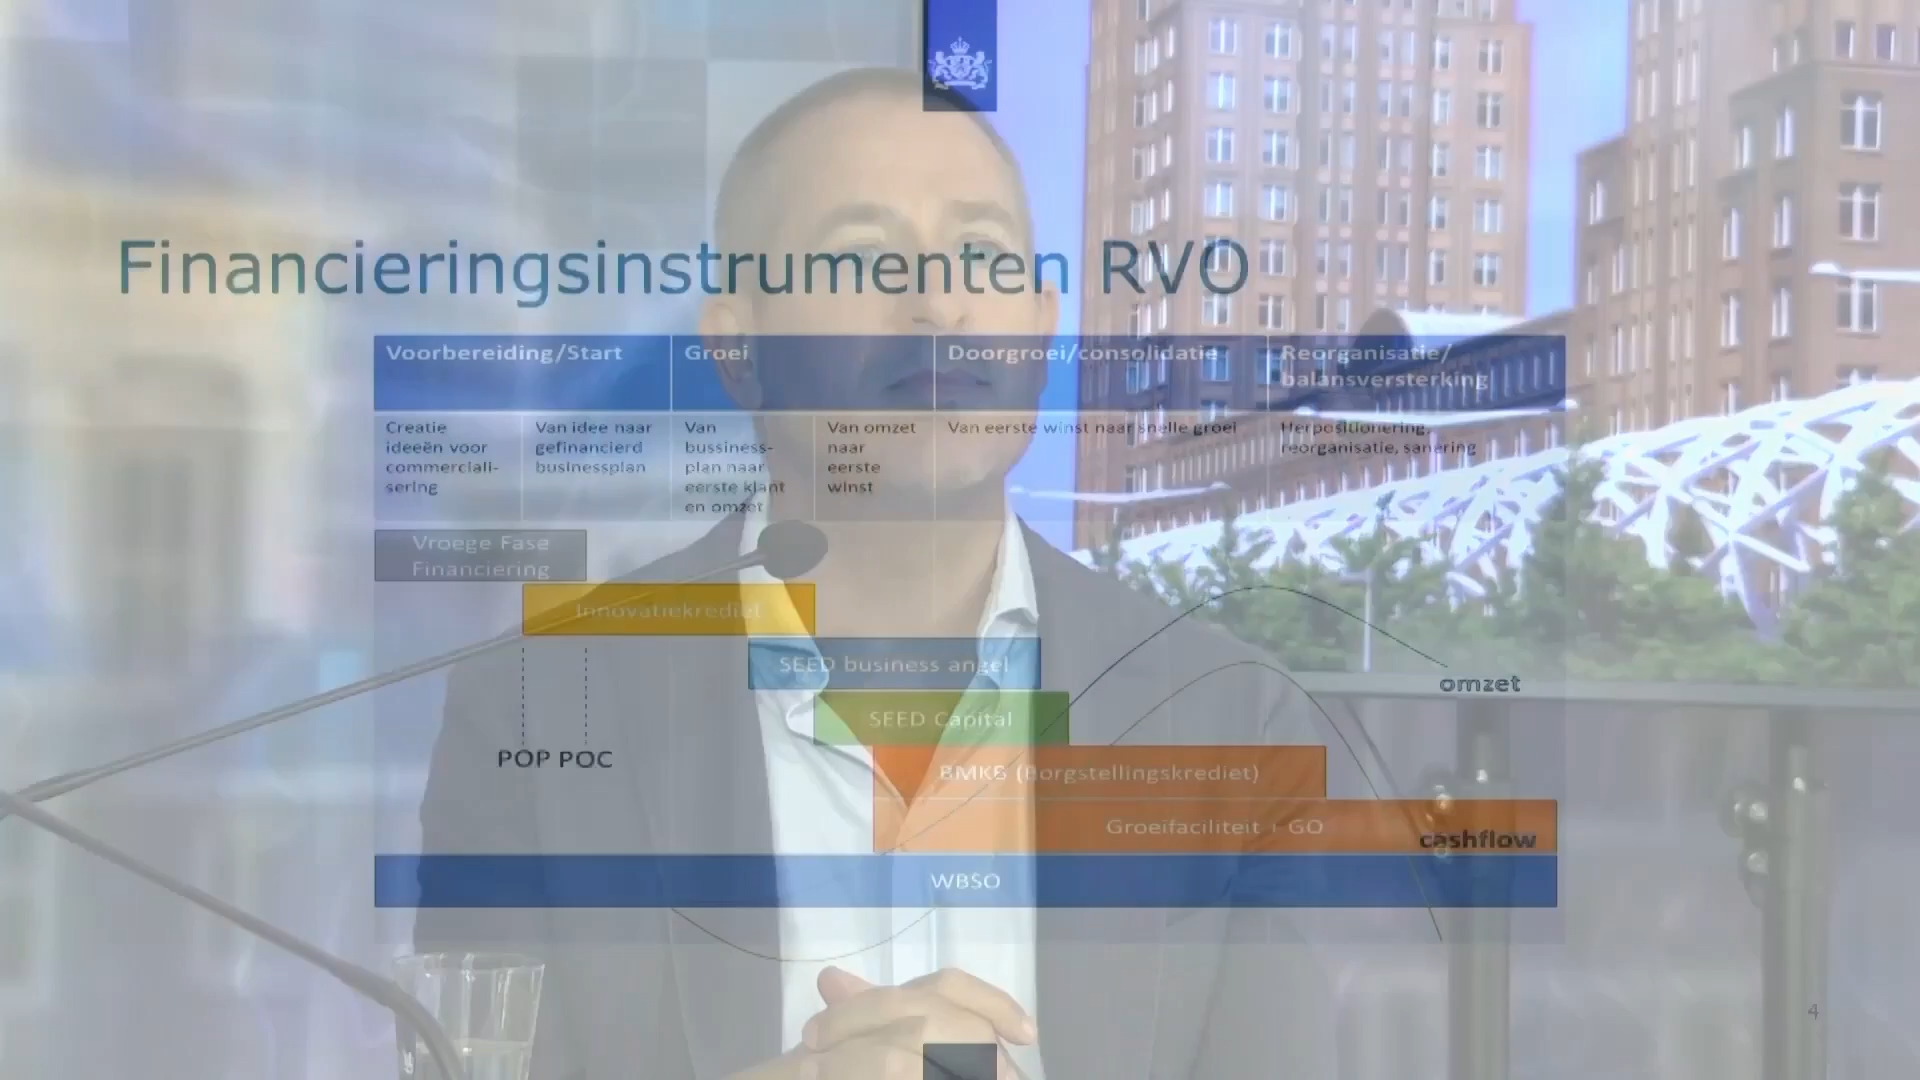 Financieringsinstrumenten RVO
Voorbereiding/Start
Groei
Doorgroei/consolidatie
Reorganisatie/
balansversterking
Creatie
ideeën voor
commerciali-
sering
Van idee naar
gefinancierd
businessplan
Van
bussiness-
plan naar
eerste klant
en omzet
Van omzet
naar
eerste
winst
Van eerste winst naar snelle groei
Herpositionering,
reorganisatie, sanering
Vroege Fase
Financiering
Innovatiekrediet
SEED business angel
omzet
SEED Capital
POP POC
BMKB (Borgstellingskrediet)
Groeifaciliteit + GO
cashflow
WBSO
4